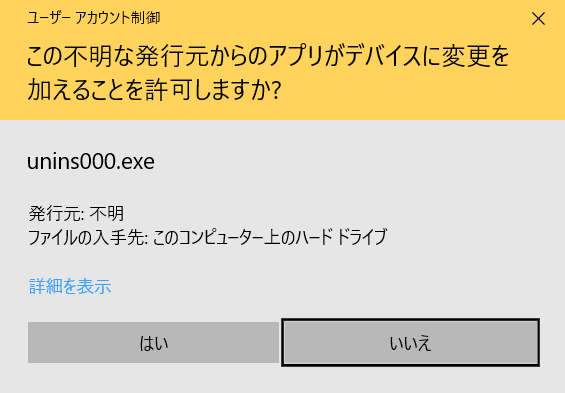 ユーザー アカウント制御
この不明な発行元からのアプリがデバイスに変更を
加えることを許可しますか?
unins000.exe
発行元: 不明
ファイルの入手先: このコンピューター上のハード ドライブ
詳細を表示
はい
いいえ